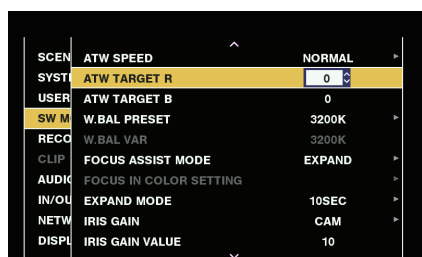 SCEN ATW SPEED NORMAL
SYSTI ATW TARGET R 0
USER ATW TARGET B 0
SW M W.BAL PRESET 3200K
RECO W.BAL VAR 3200K
CLIP FOCUS ASSIST MODE EXPAND
AUDIO FOCUS IN COLOR SETTING
IN/OU EXPAND MODE 10SEC
NETW IRIS GAIN CAM
DISPL IRIS GAIN VALUE 10